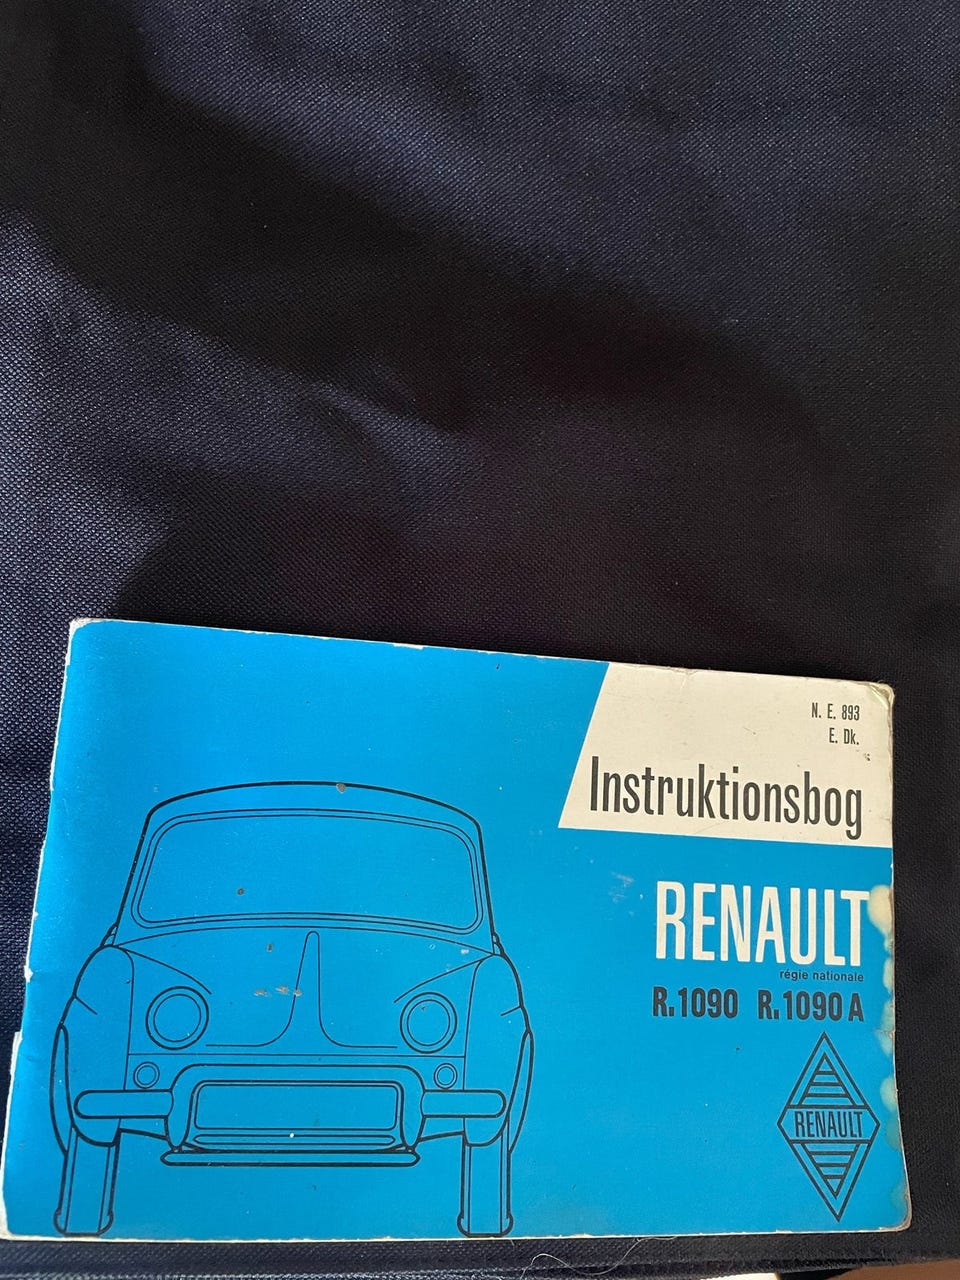 N. E. 893
E. Dk.
Instruktionsbog
RENAULT
régie nationale
R.1090 R.1090 A
RENAULT